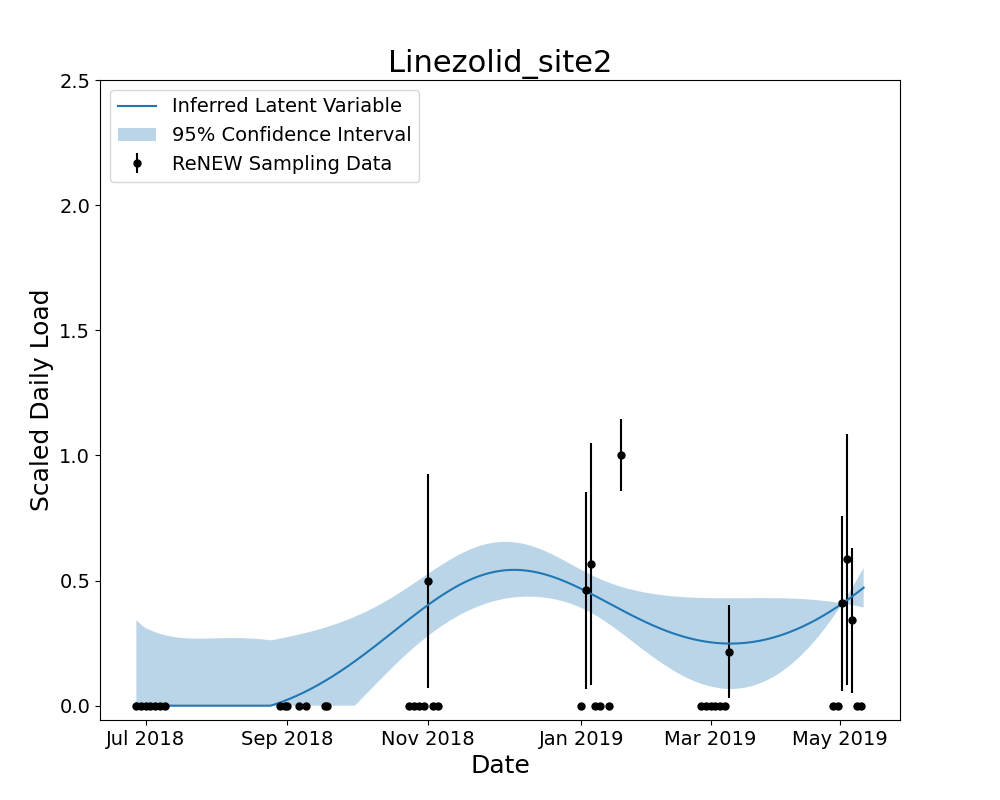 Linezolid_site2
2.5
Inferred Latent Variable
95% Confidence Interval
ReNEW Sampling Data
2.0
1.5
1.0
0.5
0.0
Scaled Daily Load
Jul 2018 Sep 2018 Nov 2018 Jan 2019 Mar 2019 May 2019
Date